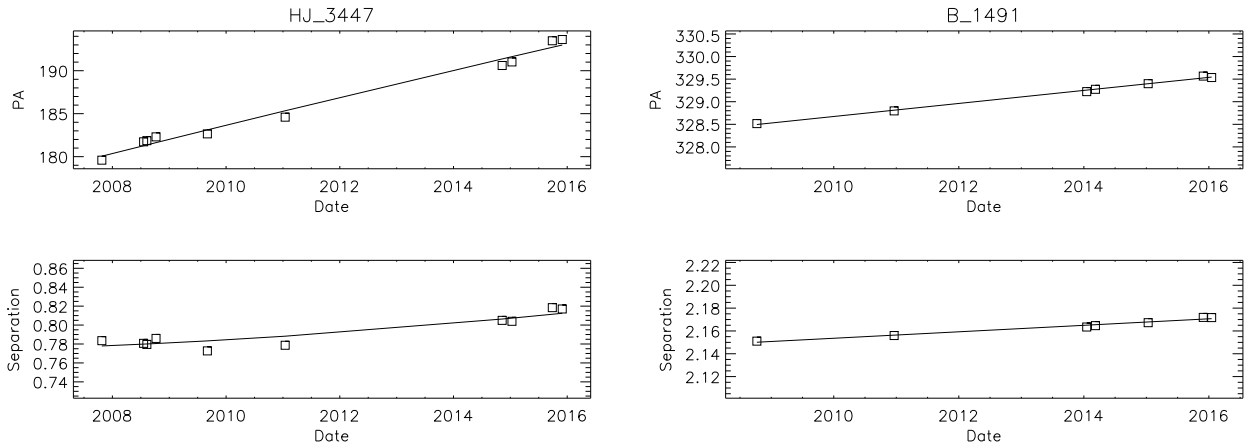 HJ_3447
PA
190
185
180
2008 2010 2012 2014 2016
Date
Separation
0.86
0.82
0.80
0.78
0.76
0.74
2008 2010 2012 2014 2016
Date
B_1491
PA
330.5
330.0
329.5
329.0
328.5
328.0
2010 2012 2014 2016
Date
Separation
2.22
2.20
2.18
2.16
2.14
2.12
2010 2012 2014 2016
Date